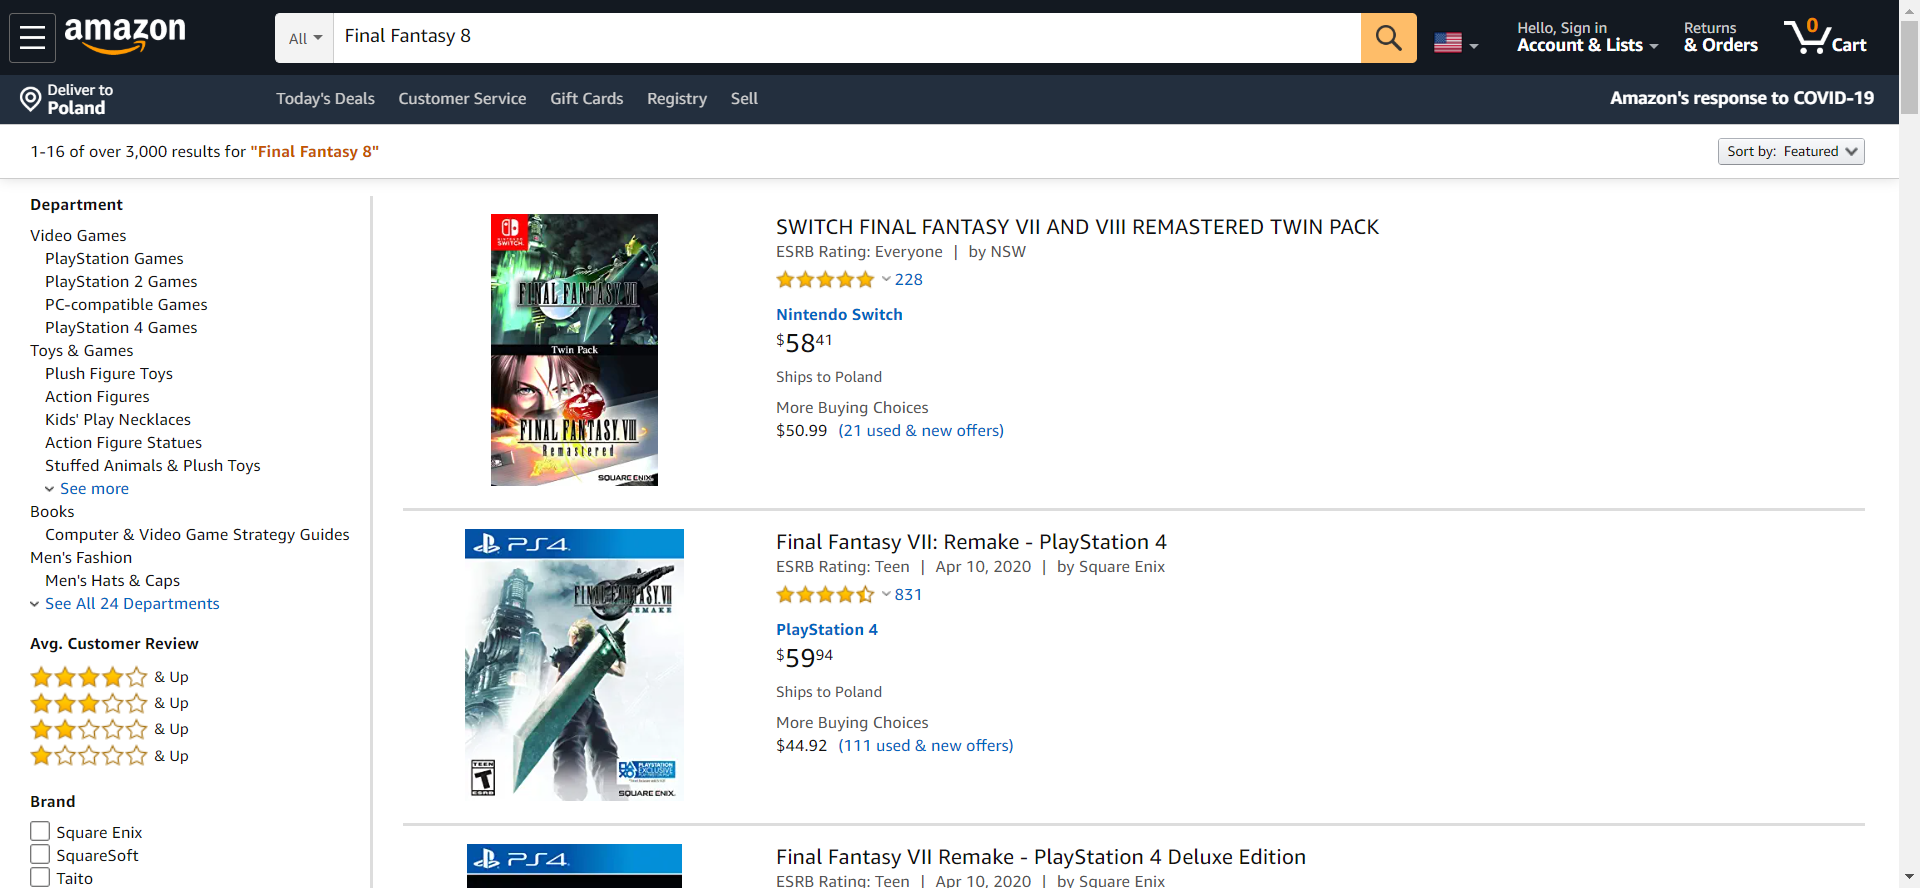 amazon
All
Final Fantasy 8
Hello, Sign in
Account & Lists
Returns
& Orders
0
Cart
Deliver to
Poland
Today's Deals
Customer Service
Gift Cards
Registry
Sell
Amazon's response to COVID-19
1-16 of over 3,000 results for "Final Fantasy 8"
Sort by: Featured
Department
Video Games
PlayStation Games
PlayStation 2 Games
PC-compatible Games
PlayStation 4 Games
Toys & Games
Plush Figure Toys
Action Figures
Kids' Play Necklaces
Action Figure Statues
Stuffed Animals & Plush Toys
See more
Books
Computer & Video Game Strategy Guides
Men's Fashion
Men's Hats & Caps
See All 24 Departments
Avg. Customer Review
& Up
& Up
& Up
& Up
Brand
Square Enix
SquareSoft
Taito
NINTENDO
SWITCH
FINAL FANTASY VII
Twin Pack
FINAL FANTASY VIII
Remastered
SQUARE ENIX
SWITCH FINAL FANTASY VII AND VIII REMASTERED TWIN PACK
ESRB Rating: Everyone | by NSW
228
Nintendo Switch
$58 41
Ships to Poland
More Buying Choices
$50.99 (21 used & new offers)
PS4
FINAL FANTASY VII
REMAKE
TEEN
T
ESRB
PLAYSTATION
EXCLUSIVE
SQUARE ENIX
Final Fantasy VII: Remake - PlayStation 4
ESRB Rating: Teen | Apr 10, 2020 | by Square Enix
831
PlayStation 4
$59 94
Ships to Poland
More Buying Choices
$44.92 (111 used & new offers)
PS4
Final Fantasy VII Remake - PlayStation 4 Deluxe Edition
ESRB Rating: Teen | Apr 10, 2020 | by Square Enix